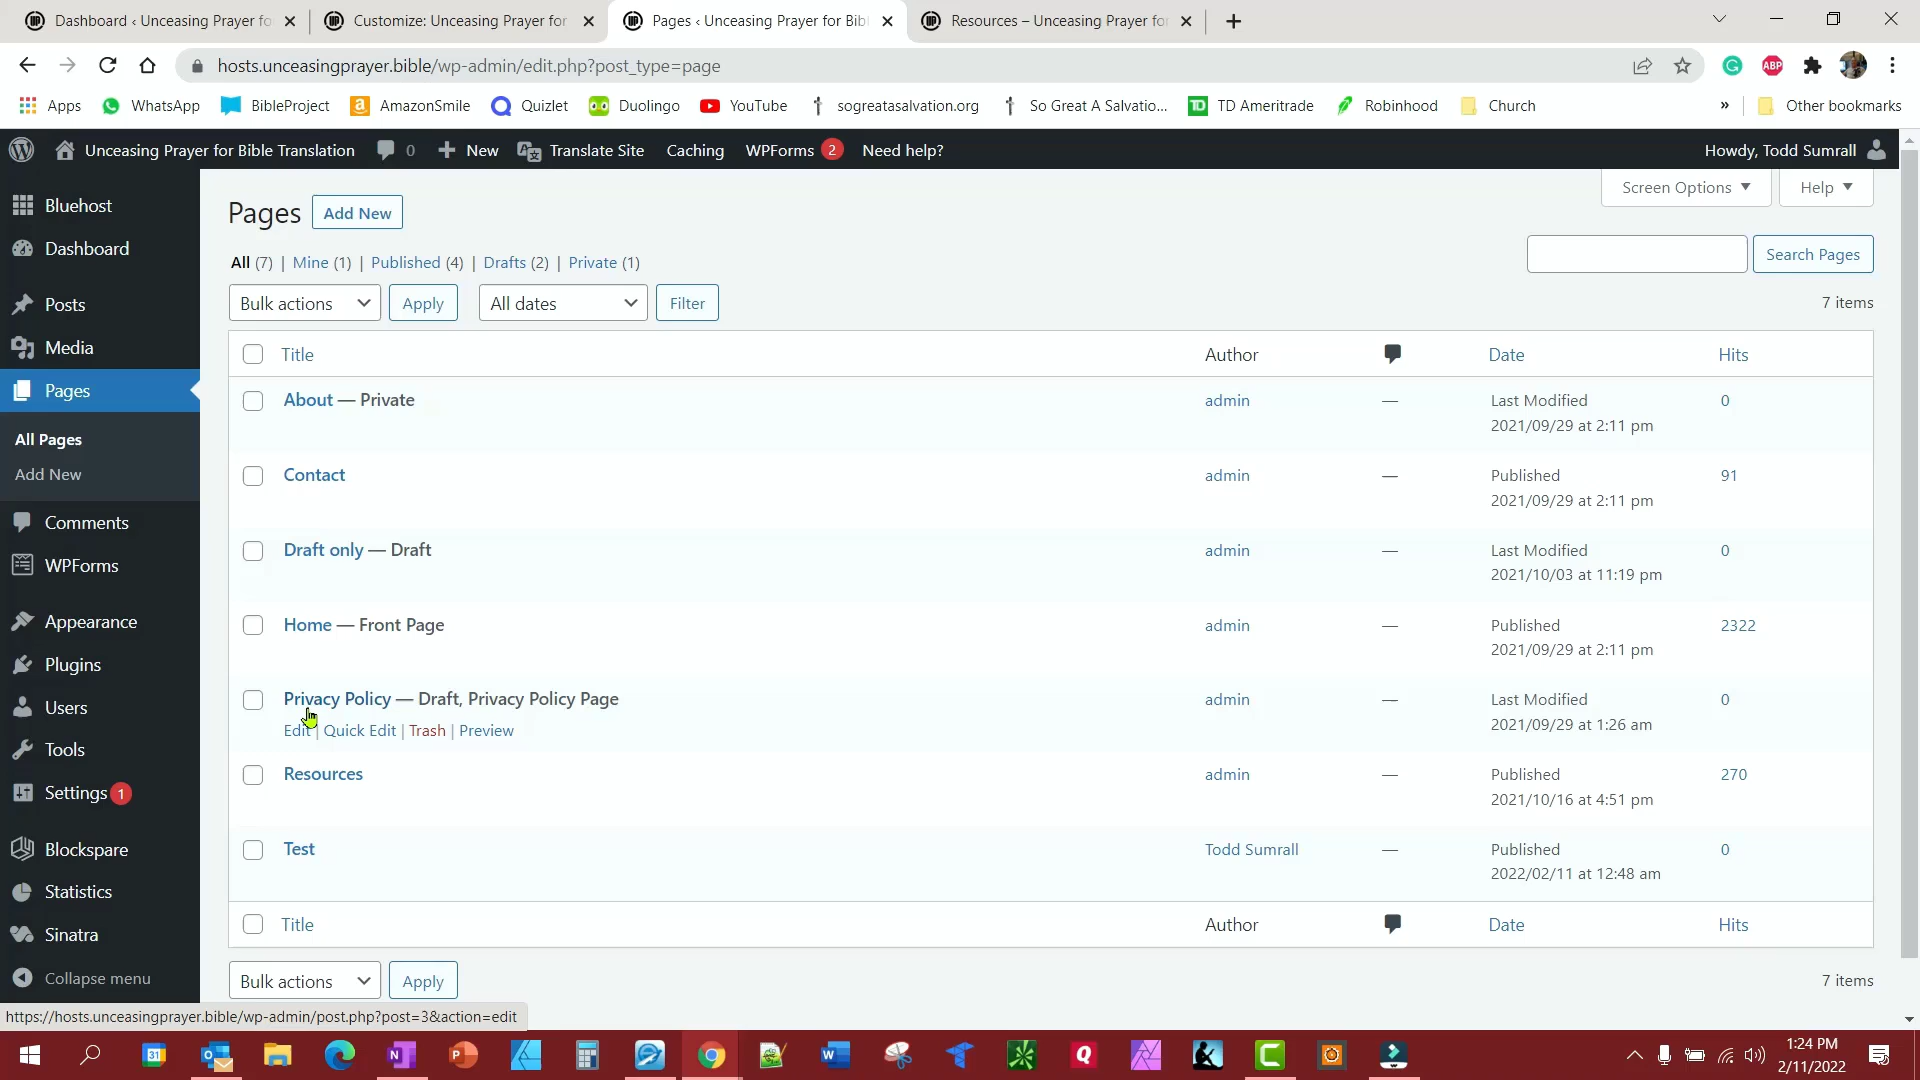 Dashboard ‹ Unceasing Prayer fo
Customize: Unceasing Prayer for
Pages ‹ Unceasing Prayer for Bib
Resources – Unceasing Prayer fo
hosts.unceasingprayer.bible/wp-admin/edit.php?post_type=page
ABP
Apps WhatsApp BibleProject AmazonSmile Quizlet Duolingo YouTube sogreatasalvation.org So Great A Salvatio... TD Ameritrade Robinhood Church » Other bookmarks
Unceasing Prayer for Bible Translation 0 New Translate Site Caching WPForms 2 Need help? Howdy, Todd Sumrall
Screen Options Help
Bluehost
Dashboard
Posts
Media
Pages
All Pages
Add New
Comments
WPForms
Appearance
Plugins
Users
Tools
Settings 1
Blockspare
Statistics
Sinatra
Collapse menu
Pages Add New
All (7) | Mine (1) | Published (4) | Drafts (2) | Private (1)
Search Pages
Bulk actions Apply All dates Filter 7 items
Title Author Date Hits
About — Private admin — Last Modified 0
2021/09/29 at 2:11 pm
Contact admin — Published 91
2021/09/29 at 2:11 pm
Draft only — Draft admin — Last Modified 0
2021/10/03 at 11:19 pm
Home — Front Page admin — Published 2322
2021/09/29 at 2:11 pm
Privacy Policy — Draft, Privacy Policy Page admin — Last Modified 0
Edit | Quick Edit | Trash | Preview 2021/09/29 at 1:26 am
Resources admin — Published 270
2021/10/16 at 4:51 pm
Test Todd Sumrall — Published 0
2022/02/11 at 12:48 am
Title Author Date Hits
Bulk actions Apply 7 items
https://hosts.unceasingprayer.bible/wp-admin/post.php?post=3&action=edit
1:24 PM
2/11/2022